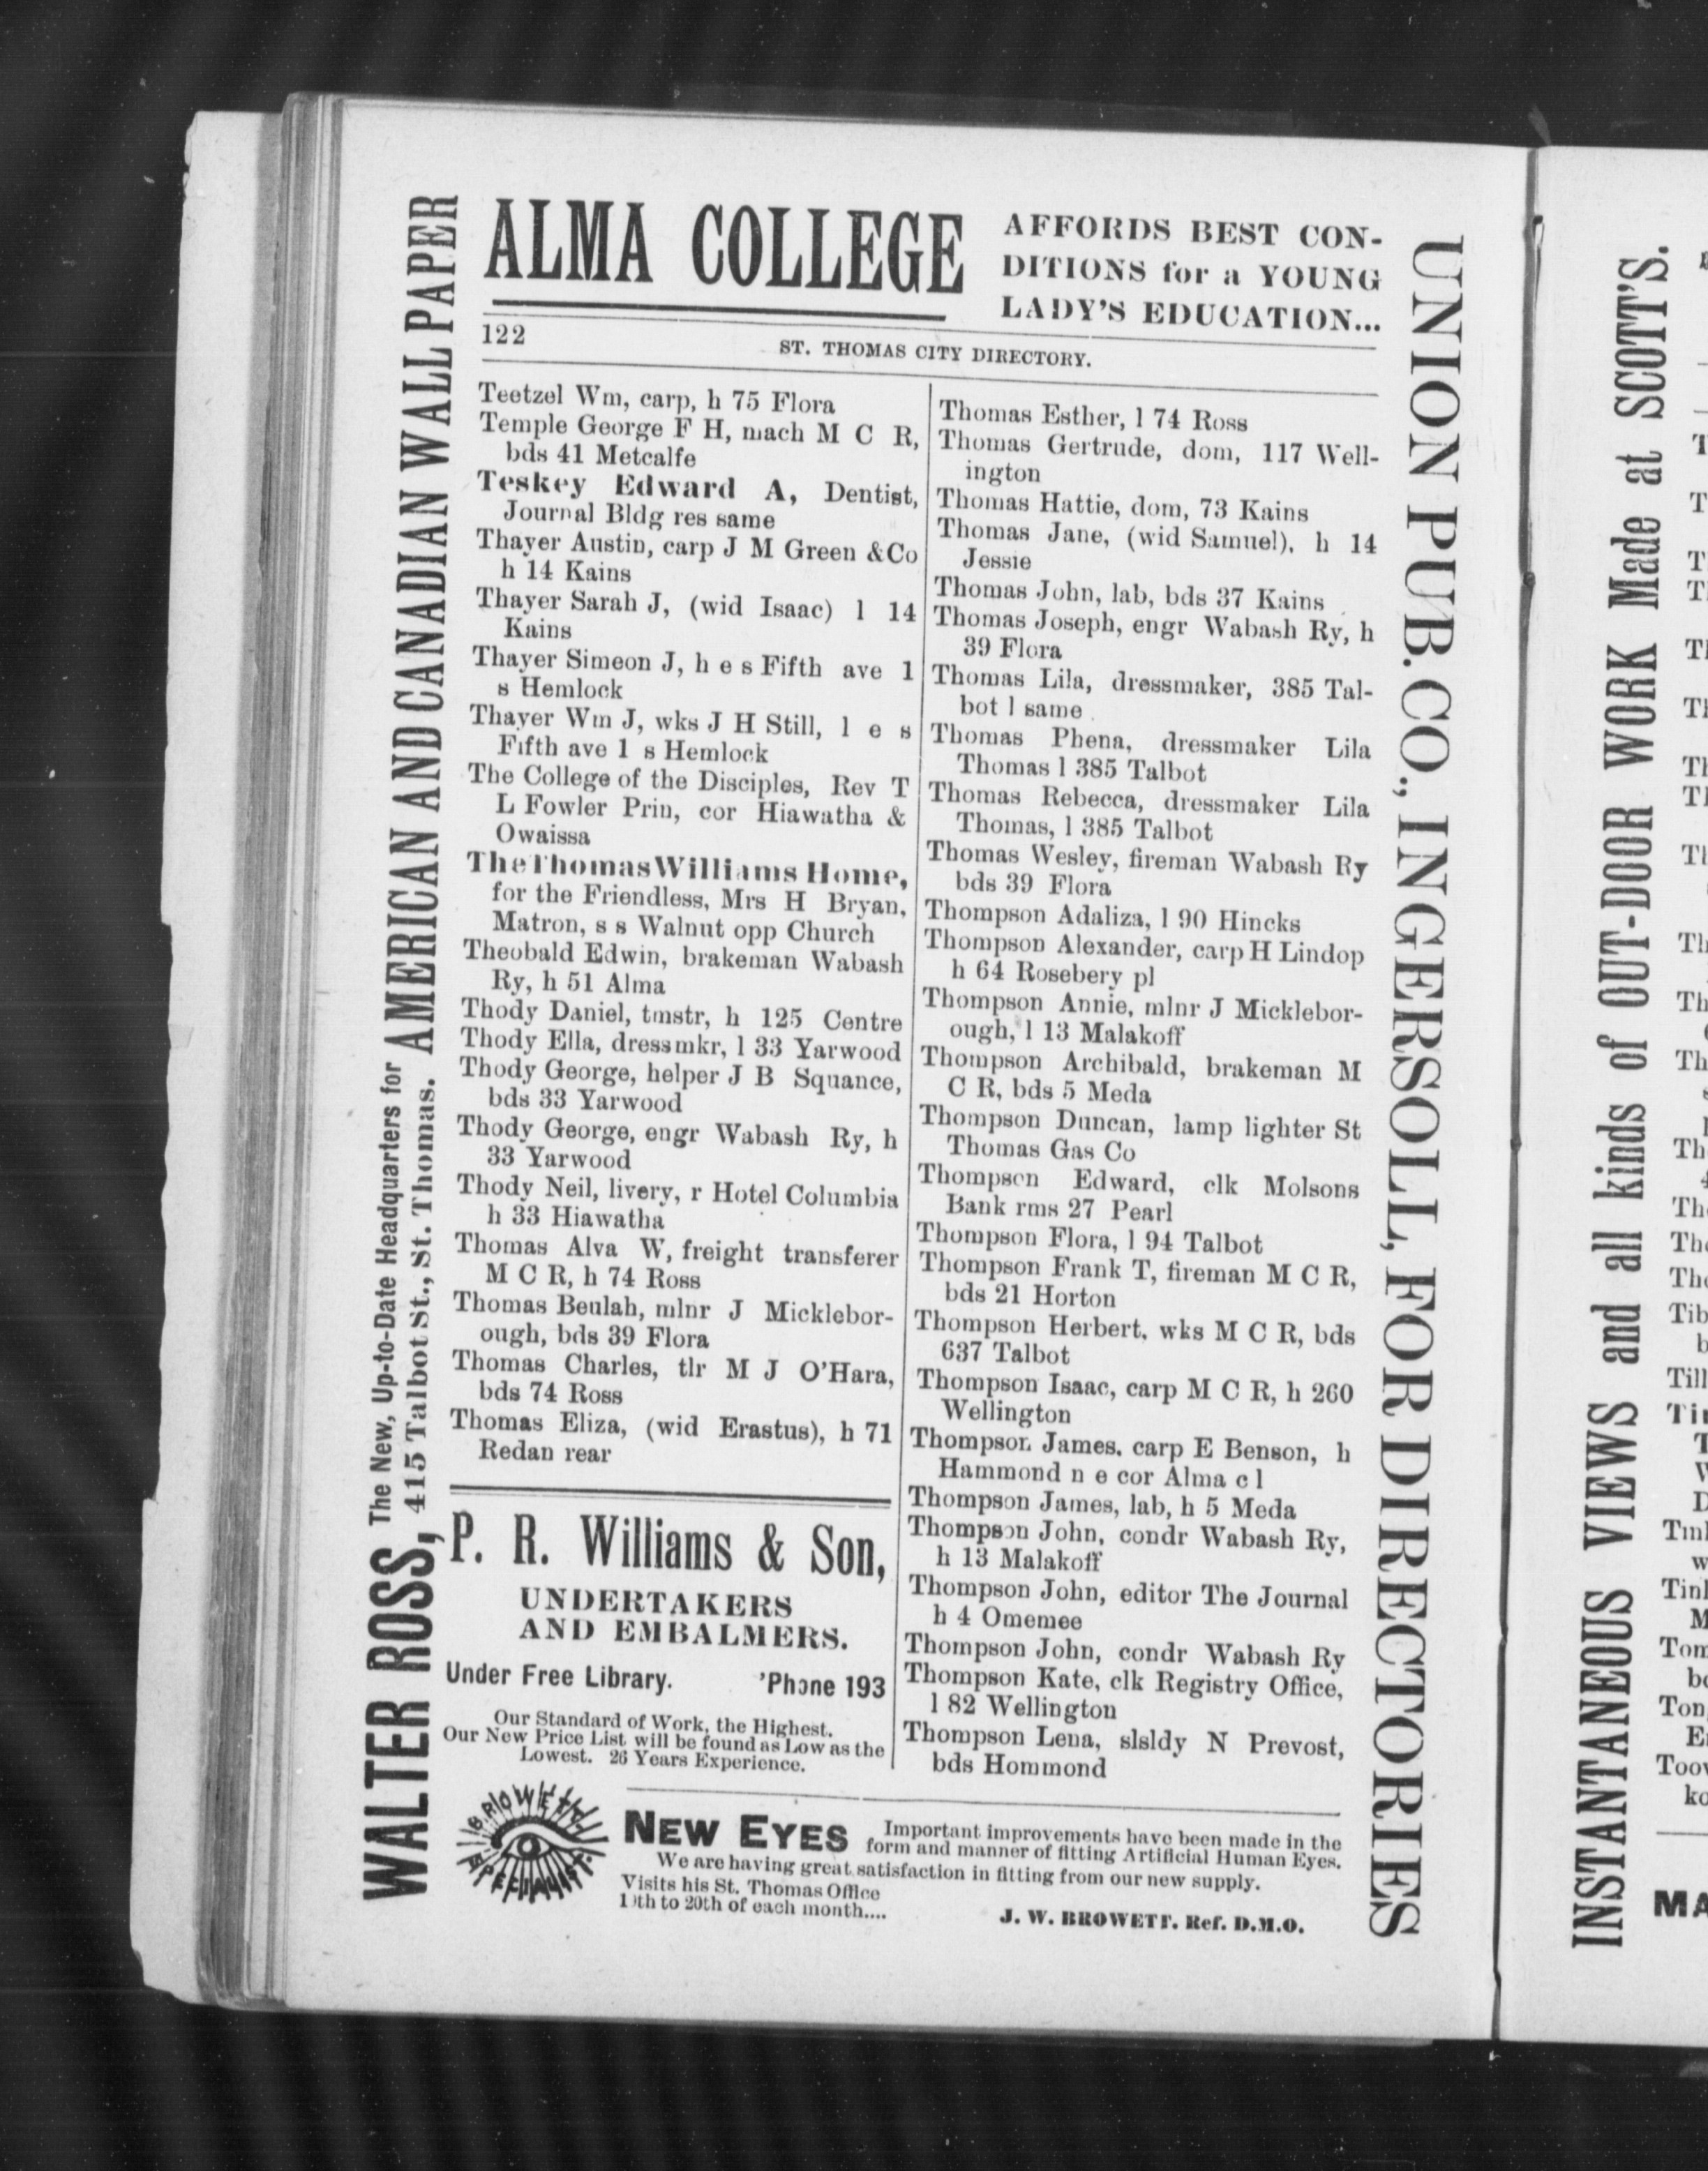 ALMA COLLEGE
AFFORDS BEST CON-
DITIONS for a YOUNG
LADY'S EDUCATION...
122
ST. THOMAS CITY DIRECTORY.
Teetzel Wm, carp, h 75 Flora
Temple George F H, mach M C R,
bds 41 Metcalfe
Teskey Edward A, Dentist,
Journal Bldg res same
Thayer Austin, carp J M Green &Co
h 14 Kains
Thayer Sarah J, (wid Isaac) l 14
Kains
Thayer Simeon J, h e s Fifth ave 1
s Hemlock
Thayer Wm J, wks J H Still, l e s
Fifth ave 1 s Hemlock
The College of the Disciples, Rev T
L Fowler Prin, cor Hiawatha &
Owaissa
The Thomas Williams Home,
for the Friendless, Mrs H Bryan,
Matron, s s Walnut opp Church
Theobald Edwin, brakeman Wabash
Ry, h 51 Alma
Thody Daniel, tmstr, h 125 Centre
Thody Ella, dressmkr, l 33 Yarwood
Thody George, helper J B Squance,
bds 33 Yarwood
Thody George, engr Wabash Ry, h
33 Yarwood
Thody Neil, livery, r Hotel Columbia
h 33 Hiawatha
Thomas Alva W, freight transferer
M C R, h 74 Ross
Thomas Beulah, mlnr J Micklebor-
ough, bds 39 Flora
Thomas Charles, tlr M J O'Hara,
bds 74 Ross
Thomas Eliza, (wid Erastus), h 71
Redan rear
P. R. Williams & Son,
UNDERTAKERS
AND EMBALMERS.
Under Free Library. 'Phone 193
Our Standard of Work, the Highest.
Our New Price List will be found as Low as the
Lowest. 26 Years Experience.
Thomas Esther, l 74 Ross
Thomas Gertrude, dom, 117 Well-
ington
Thomas Hattie, dom, 73 Kains
Thomas Jane, (wid Samuel), h 14
Jessie
Thomas John, lab, bds 37 Kains
Thomas Joseph, engr Wabash Ry, h
39 Flora
Thomas Lila, dressmaker, 385 Tal-
bot l same
Thomas Phena, dressmaker Lila
Thomas l 385 Talbot
Thomas Rebecca, dressmaker Lila
Thomas, l 385 Talbot
Thomas Wesley, fireman Wabash Ry
bds 39 Flora
Thompson Adaliza, l 90 Hincks
Thompson Alexander, carp H Lindop
h 64 Rosebery pl
Thompson Annie, mlnr J Micklebor-
ough, l 13 Malakoff
Thompson Archibald, brakeman M
C R, bds 5 Meda
Thompson Duncan, lamp lighter St
Thomas Gas Co
Thompson Edward, clk Molsons
Bank rms 27 Pearl
Thompson Flora, l 94 Talbot
Thompson Frank T, fireman M C R,
bds 21 Horton
Thompson Herbert, wks M C R, bds
637 Talbot
Thompson Isaac, carp M C R, h 260
Wellington
Thompson James, carp E Benson, h
Hammond n e cor Alma c l
Thompson James, lab, h 5 Meda
Thompson John, condr Wabash Ry,
h 13 Malakoff
Thompson John, editor The Journal
h 4 Omemee
Thompson John, condr Wabash Ry
Thompson Kate, clk Registry Office,
l 82 Wellington
Thompson Lena, slsldy N Prevost,
bds Hommond
BROWETT.
SPECIALIST.
NEW EYES
Important improvements have been made in the
form and manner of fitting Artificial Human Eyes.
We are having great satisfaction in fitting from our new supply.
Visits his St. Thomas Office
19th to 20th of each month....
J. W. BROWETT. Ref. D.M.O.
WALTER ROSS, The New, Up-to-Date Headquarters for AMERICAN AND CANADIAN WALL PAPER
415 Talbot St., St. Thomas.
UNION PUB. CO., INGERSOLL, FOR DIRECTORIES
INSTANTANEOUS VIEWS and all kinds of OUT-DOOR WORK Made at SCOTT'S.